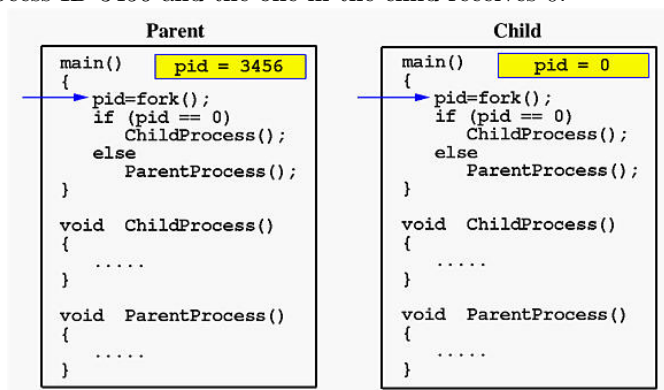 Parent
main() pid = 3456
{
pid=fork();
if (pid == 0)
ChildProcess();
else
ParentProcess();
}
void ChildProcess()
{
.....
}
void ParentProcess()
{
.....
}
Child
main() pid = 0
{
pid=fork();
if (pid == 0)
ChildProcess();
else
ParentProcess();
}
void ChildProcess()
{
.....
}
void ParentProcess()
{
.....
}